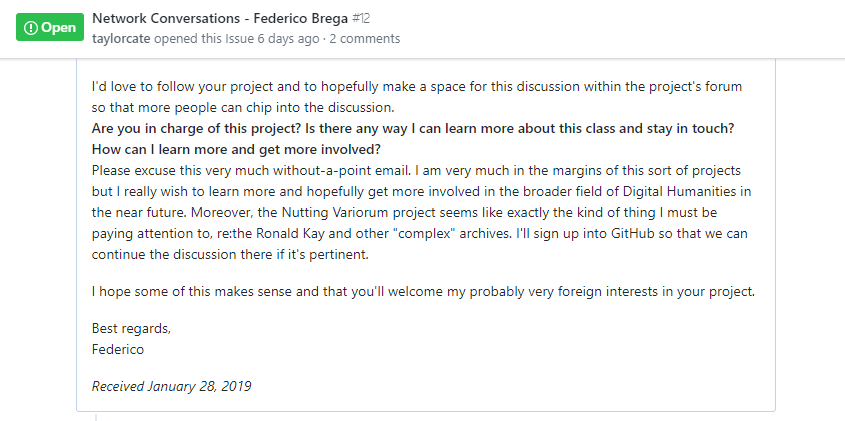 Open
Network Conversations - Federico Brega #12
taylorcate opened this Issue 6 days ago · 2 comments
I'd love to follow your project and to hopefully make a space for this discussion within the project's forum
so that more people can chip into the discussion.
Are you in charge of this project? Is there any way I can learn more about this class and stay in touch?
How can I learn more and get more involved?
Please excuse this very much without-a-point email. I am very much in the margins of this sort of projects
but I really wish to learn more and hopefully get more involved in the broader field of Digital Humanities in
the near future. Moreover, the Nutting Variorum project seems like exactly the kind of thing I must be
paying attention to, re:the Ronald Kay and other "complex" archives. I'll sign up into GitHub so that we can
continue the discussion there if it's pertinent.
I hope some of this makes sense and that you'll welcome my probably very foreign interests in your project.
Best regards,
Federico
Received January 28, 2019